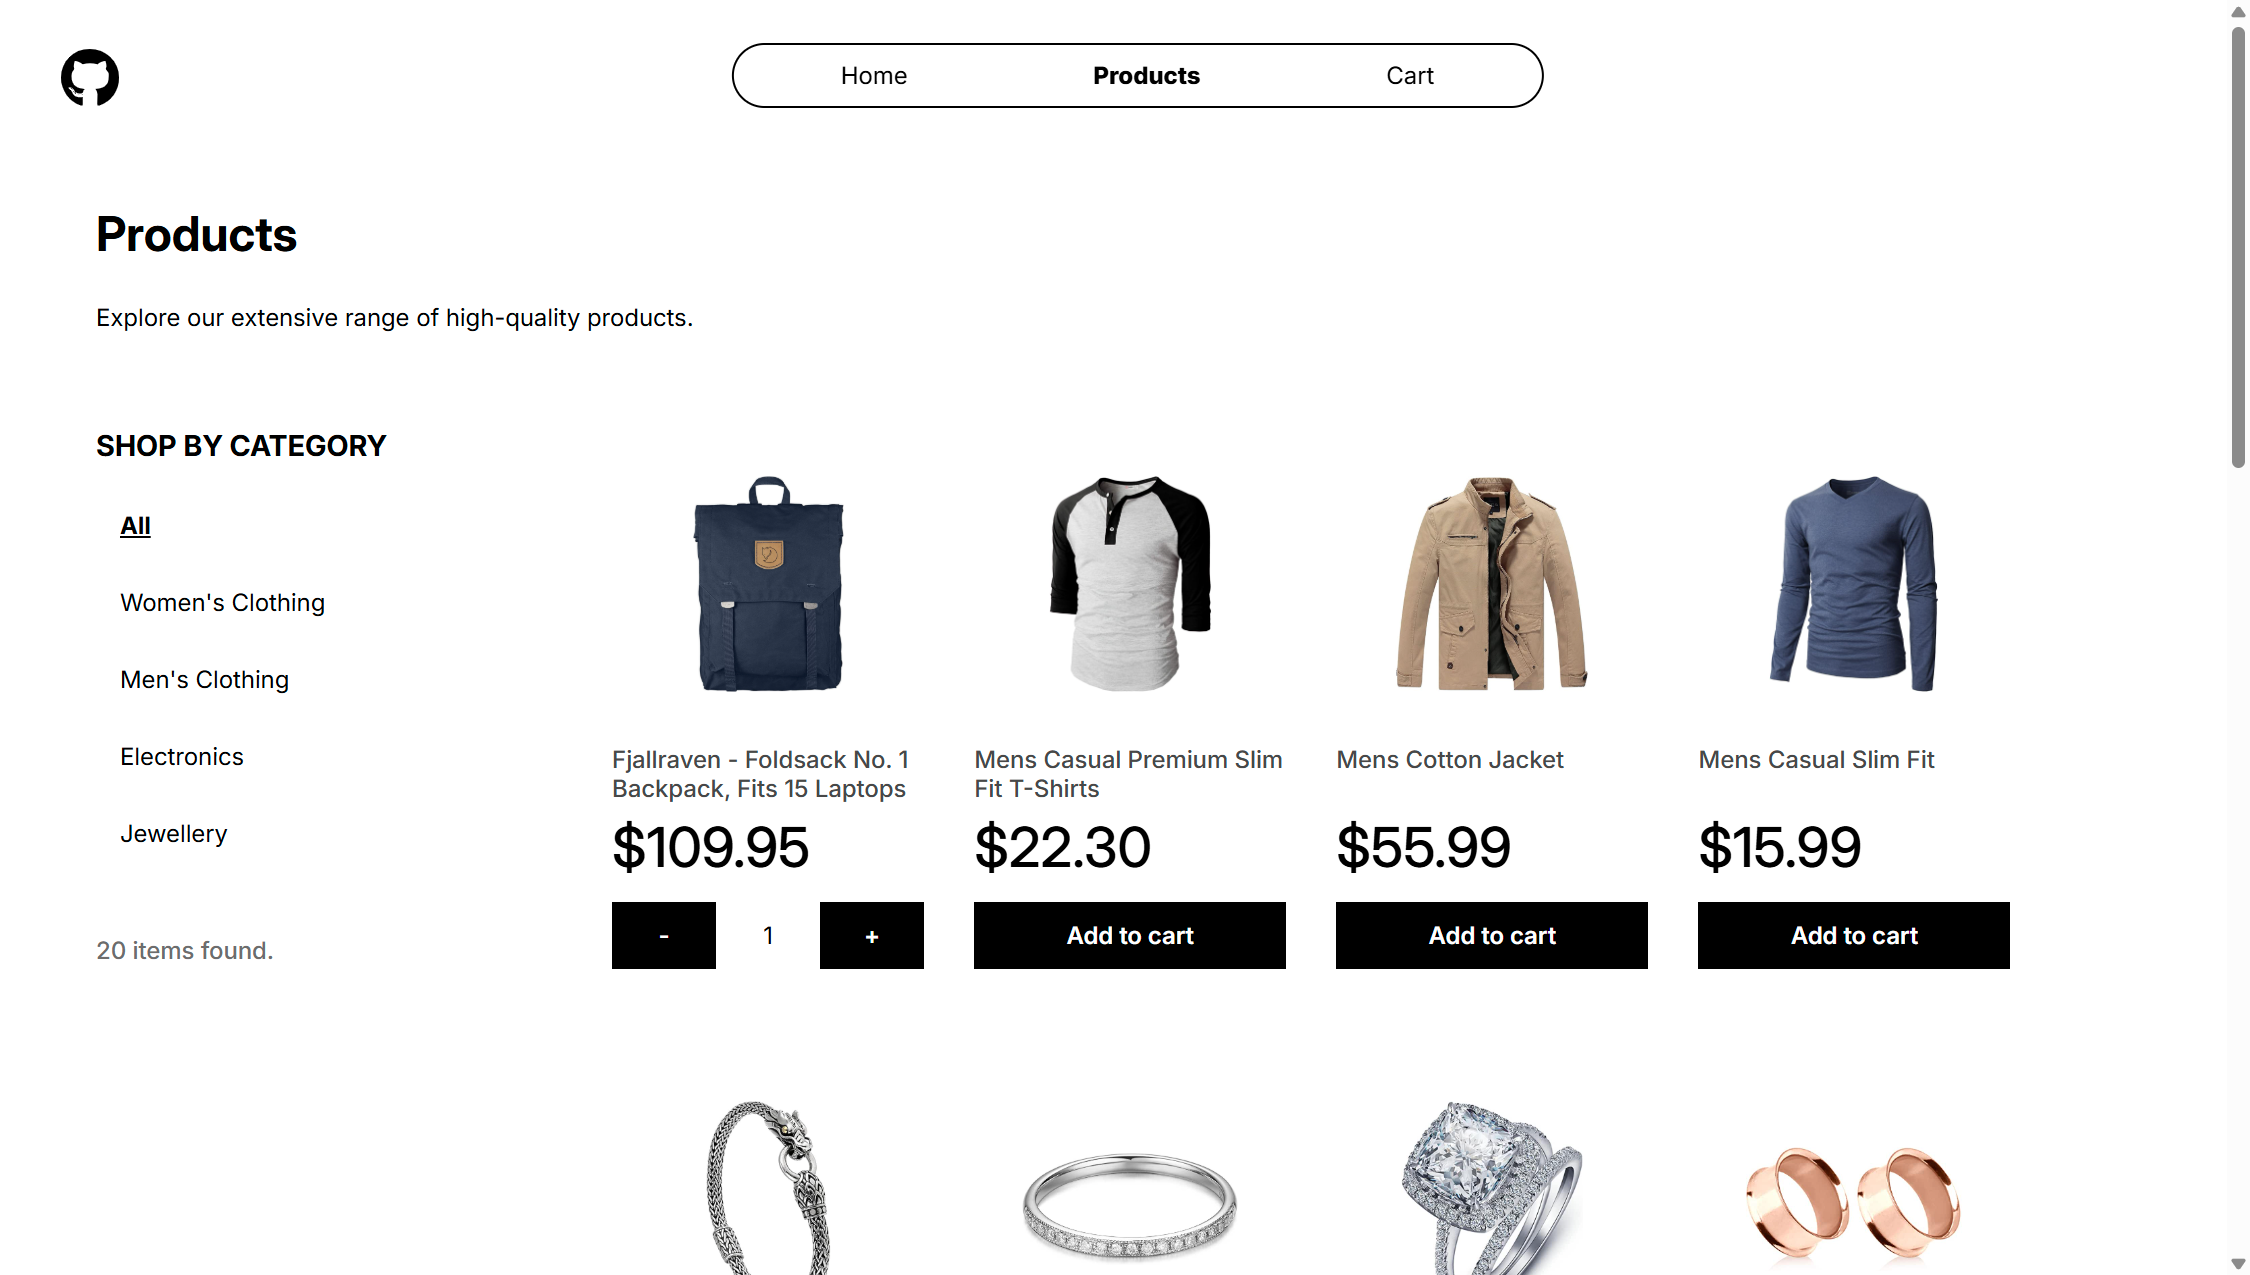 Home
Products
Cart
Products
Explore our extensive range of high-quality products.
SHOP BY CATEGORY
All
Women's Clothing
Men's Clothing
Electronics
Jewellery
20 items found.
Fjallraven - Foldsack No. 1
Backpack, Fits 15 Laptops
$109.95
- 1 +
Mens Casual Premium Slim
Fit T-Shirts
$22.30
Add to cart
Mens Cotton Jacket
$55.99
Add to cart
Mens Casual Slim Fit
$15.99
Add to cart